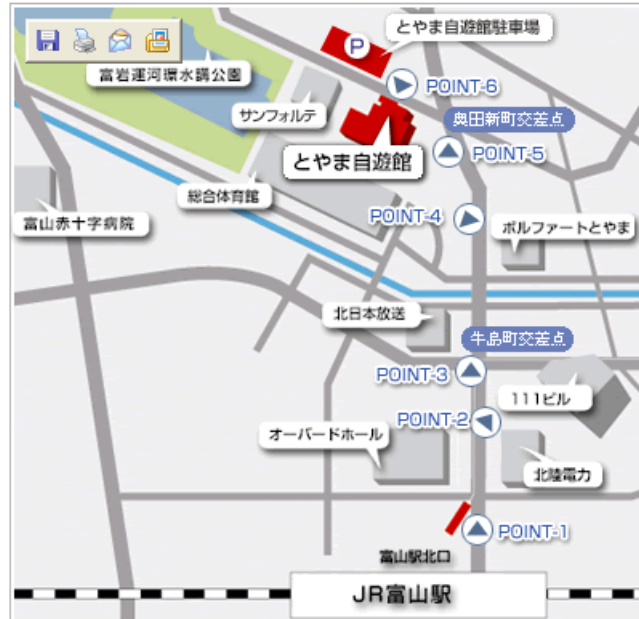 とやま自遊館駐車場
P
富岩運河環水講公園
POINT-6
サンフォルテ
奥田新町交差点
とやま自遊館
POINT-5
総合体育館
POINT-4
富山赤十字病院
ボルファートとやま
北日本放送
牛島町交差点
POINT-3
111ビル
POINT-2
オーバードホール
北陸電力
POINT-1
富山駅北口
JR富山駅